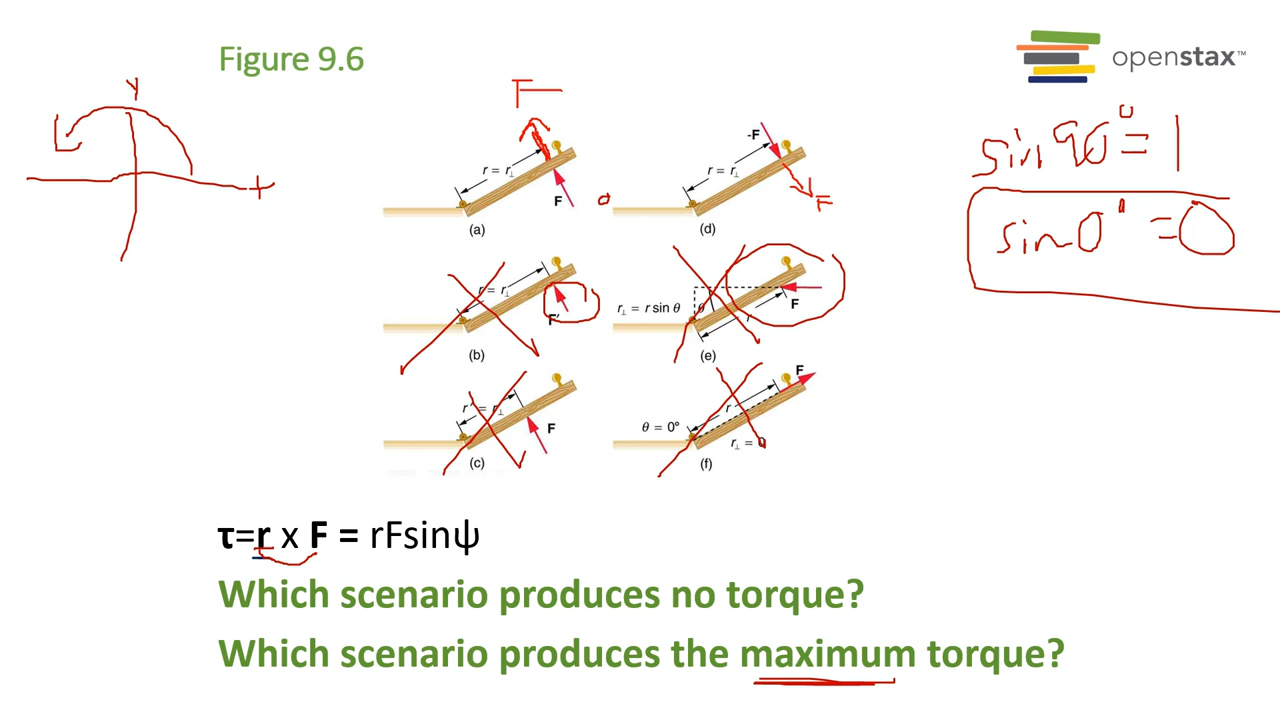 Figure 9.6
openstax™
y
+
F
r = r⊥
F
(a)
-F
r = r⊥
F
(d)
sin 90° = 1
sin 0° = 0
r = r⊥
F'
(b)
r⊥ = r sin θ
θ
r
F
(e)
r' = r⊥
F
(c)
θ = 0°
r
F
r⊥ = 0
(f)
τ=r x F = rFsinψ
Which scenario produces no torque?
Which scenario produces the maximum torque?